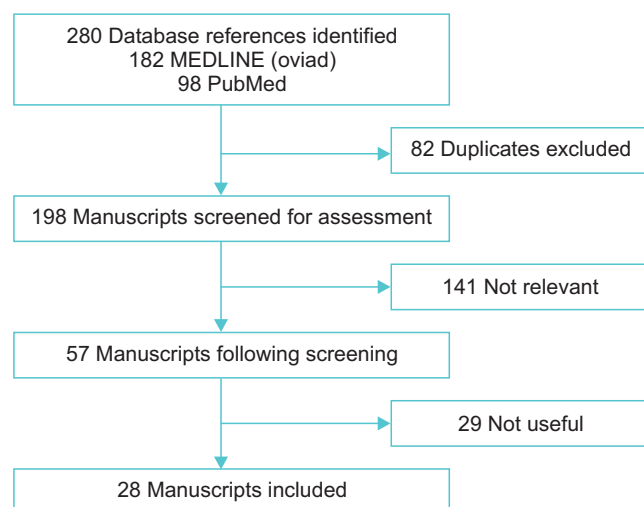 280 Database references identified
182 MEDLINE (oviad)
98 PubMed
82 Duplicates excluded
198 Manuscripts screened for assessment
141 Not relevant
57 Manuscripts following screening
29 Not useful
28 Manuscripts included